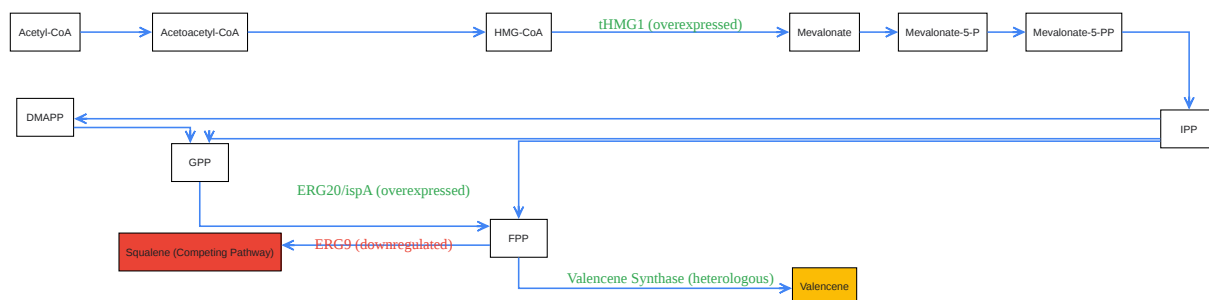 Acetyl-CoA
Acetoacetyl-CoA
HMG-CoA
tHMG1 (overexpressed)
Mevalonate
Mevalonate-5-P
Mevalonate-5-PP
DMAPP
IPP
GPP
ERG20/ispA (overexpressed)
FPP
Squalene (Competing Pathway)
ERG9 (downregulated)
Valencene Synthase (heterologous)
Valencene